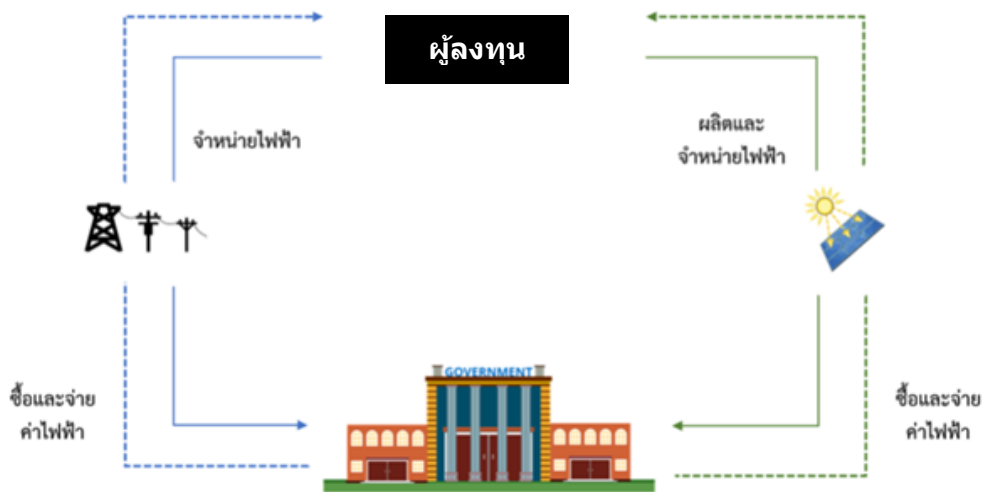 ผู้ลงทุน
จำหน่ายไฟฟ้า
ผลิตและ
จำหน่ายไฟฟ้า
GOVERNMENT
ซื้อและจ่าย
ค่าไฟฟ้า
ซื้อและจ่าย
ค่าไฟฟ้า